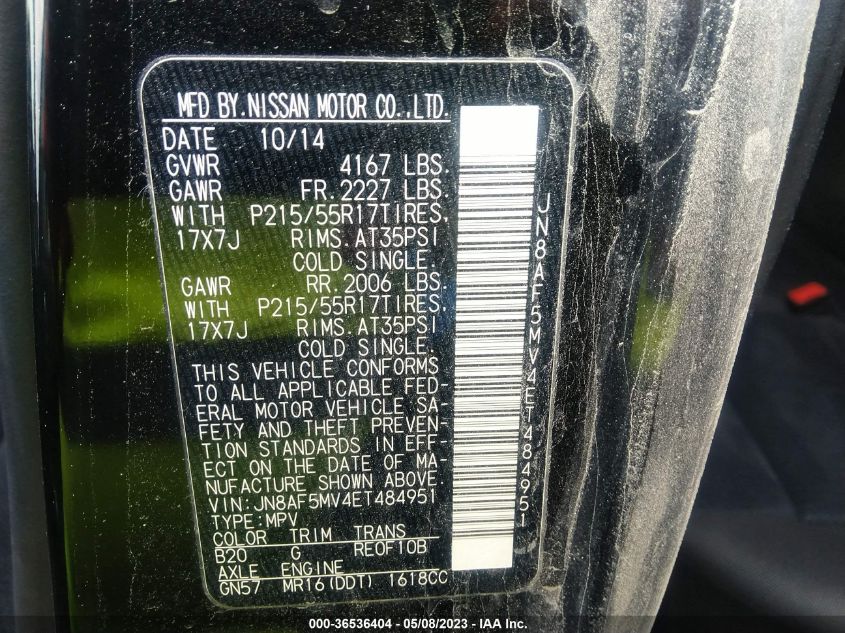 MFD BY.NISSAN MOTOR CO.,LTD.
DATE 10/14
GVWR 4167 LBS.
GAWR FR.2227 LBS.
WITH P215/55R17TIRES.
17X7J RIMS.AT35PSI
COLD SINGLE.
GAWR RR.2006 LBS.
WITH P215/55R17TIRES.
17X7J RIMS.AT35PSI
COLD SINGLE.
THIS VEHICLE CONFORMS
TO ALL APPLICABLE FED-
ERAL MOTOR VEHICLE SA-
FETY AND THEFT PREVEN-
TION STANDARDS IN EFF-
ECT ON THE DATE OF MA-
NUFACTURE SHOWN ABOVE.
VIN:JN8AF5MV4ET484951
TYPE:MPV
COLOR TRIM TRANS
B20 G REOF10B
AXLE ENGINE
GN57 MR16(DDT) 1618CC
JN8AF5MV4ET484951
000-36536404 - 05/08/2023 - IAA Inc.